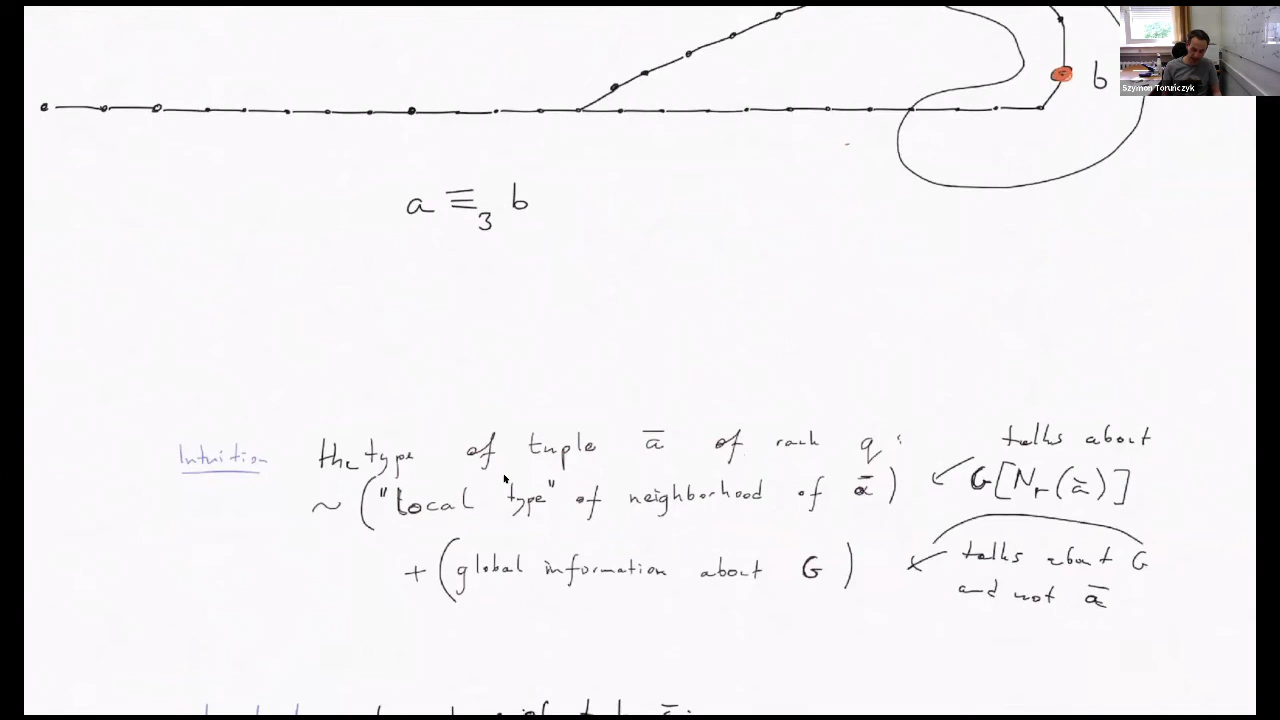 b
Szymon Toruńczyk
a ≡₃ b
Intuition the type of tuple ā of rank q: talks about
~ ("local type" of neighborhood of ā) ↙ G[Nᵣ(ā)]
+ (global information about G) ↙ talks about G
and not ā